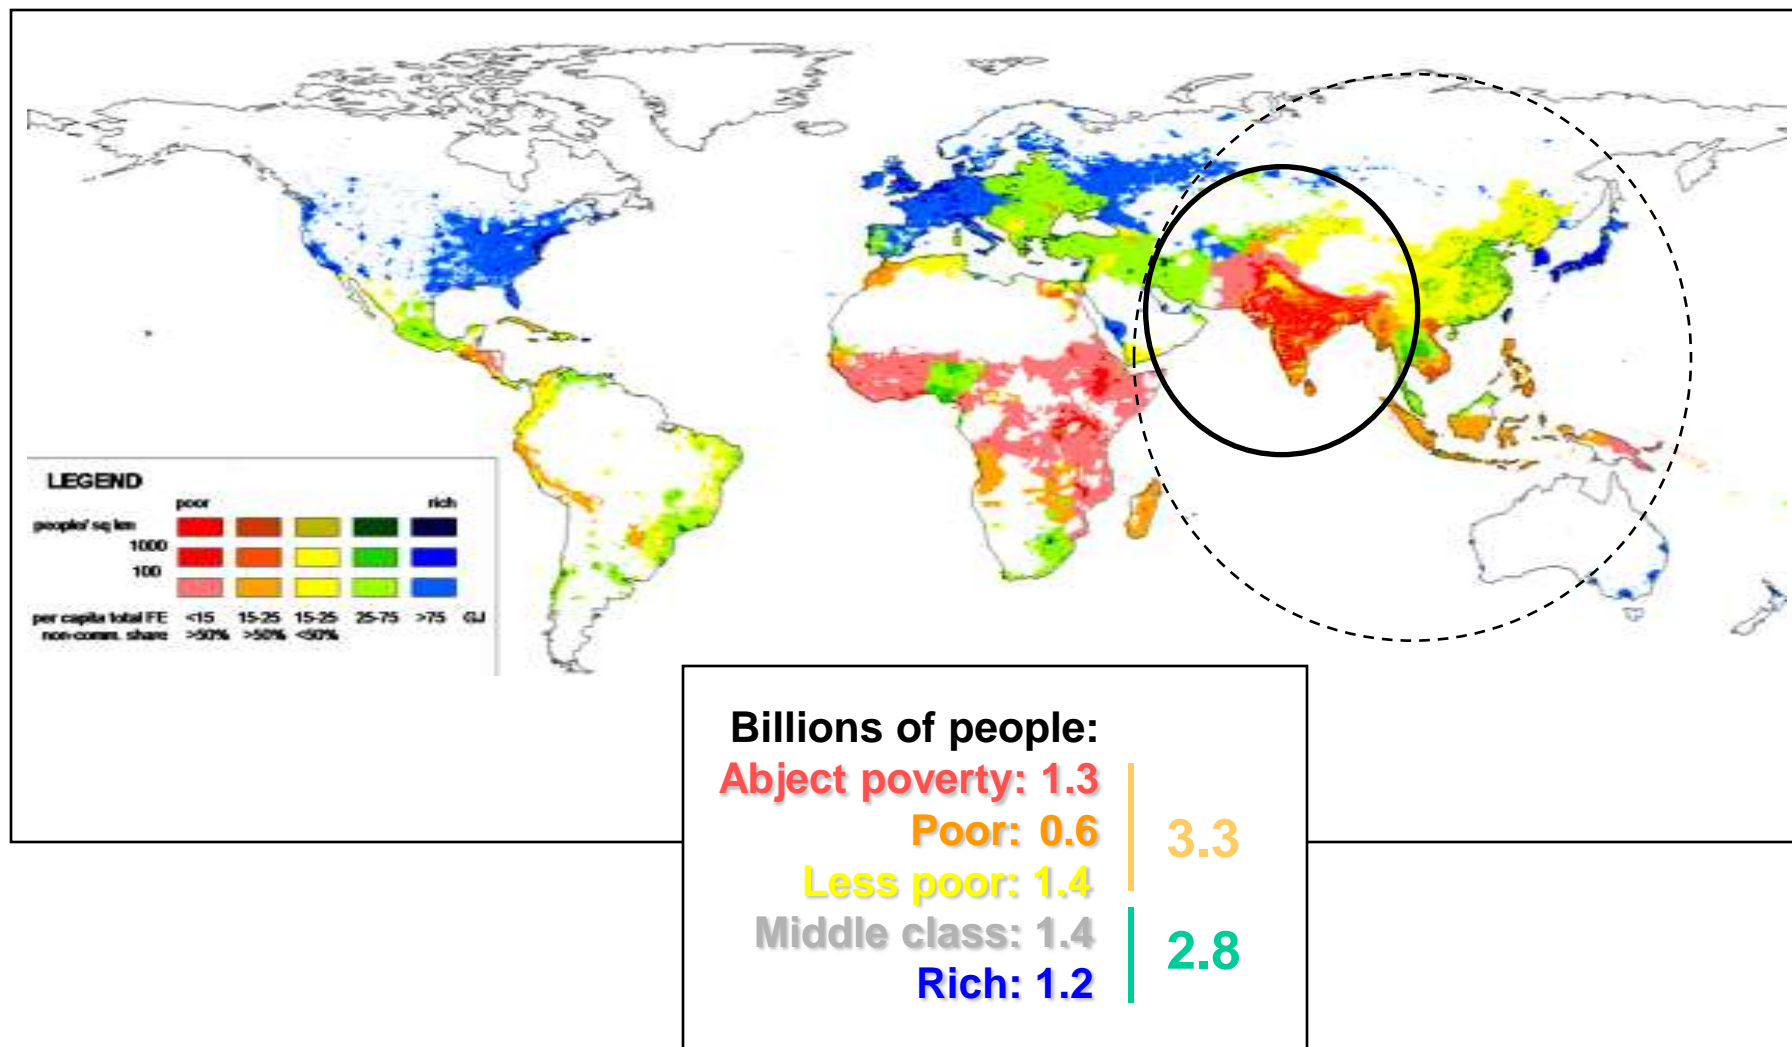 LEGEND
poor rich
people/ sq km
1000
100
per capita total FE <15 15-25 15-25 25-75 >75 GJ
non-comm. share >50% >50% <50%
Billions of people:
Abject poverty: 1.3
Poor: 0.6
Less poor: 1.4
3.3
Middle class: 1.4
Rich: 1.2
2.8